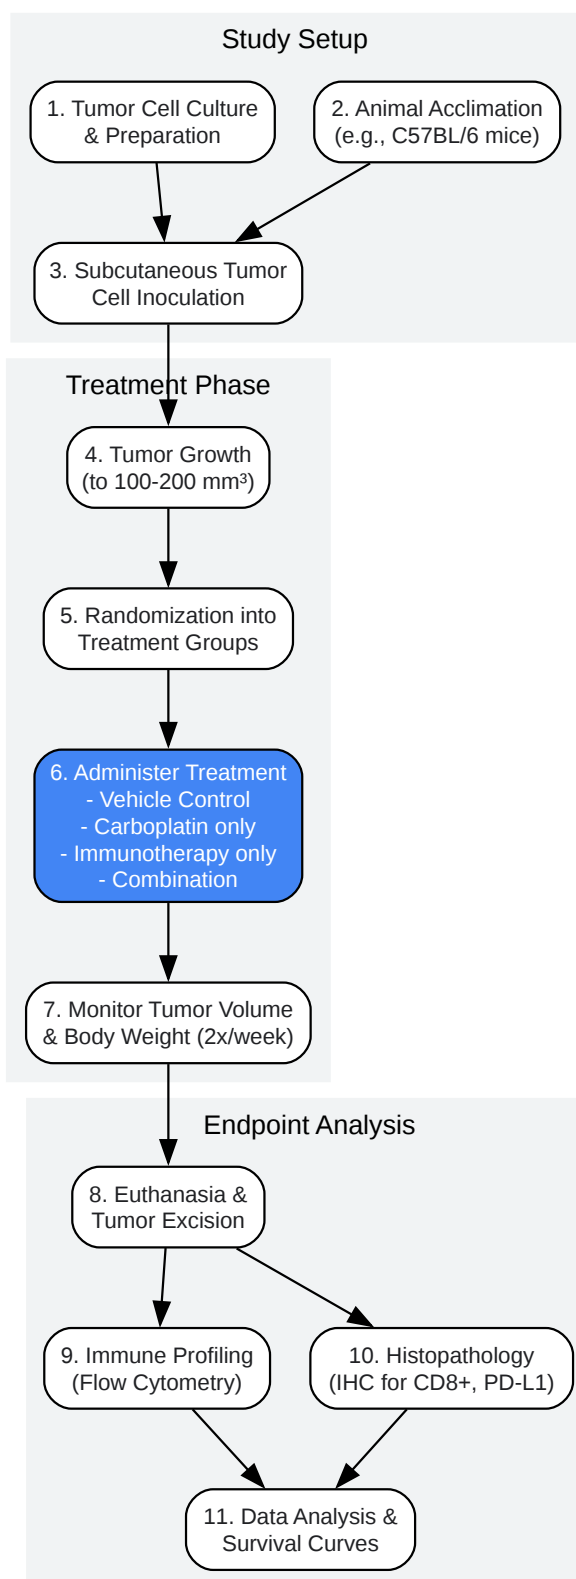 Study Setup
1. Tumor Cell Culture
& Preparation
2. Animal Acclimation
(e.g., C57BL/6 mice)
3. Subcutaneous Tumor
Cell Inoculation
Treatment Phase
4. Tumor Growth
(to 100-200 mm³)
5. Randomization into
Treatment Groups
6. Administer Treatment
- Vehicle Control
- Carboplatin only
- Immunotherapy only
- Combination
7. Monitor Tumor Volume
& Body Weight (2x/week)
Endpoint Analysis
8. Euthanasia &
Tumor Excision
9. Immune Profiling
(Flow Cytometry)
10. Histopathology
(IHC for CD8+, PD-L1)
11. Data Analysis &
Survival Curves